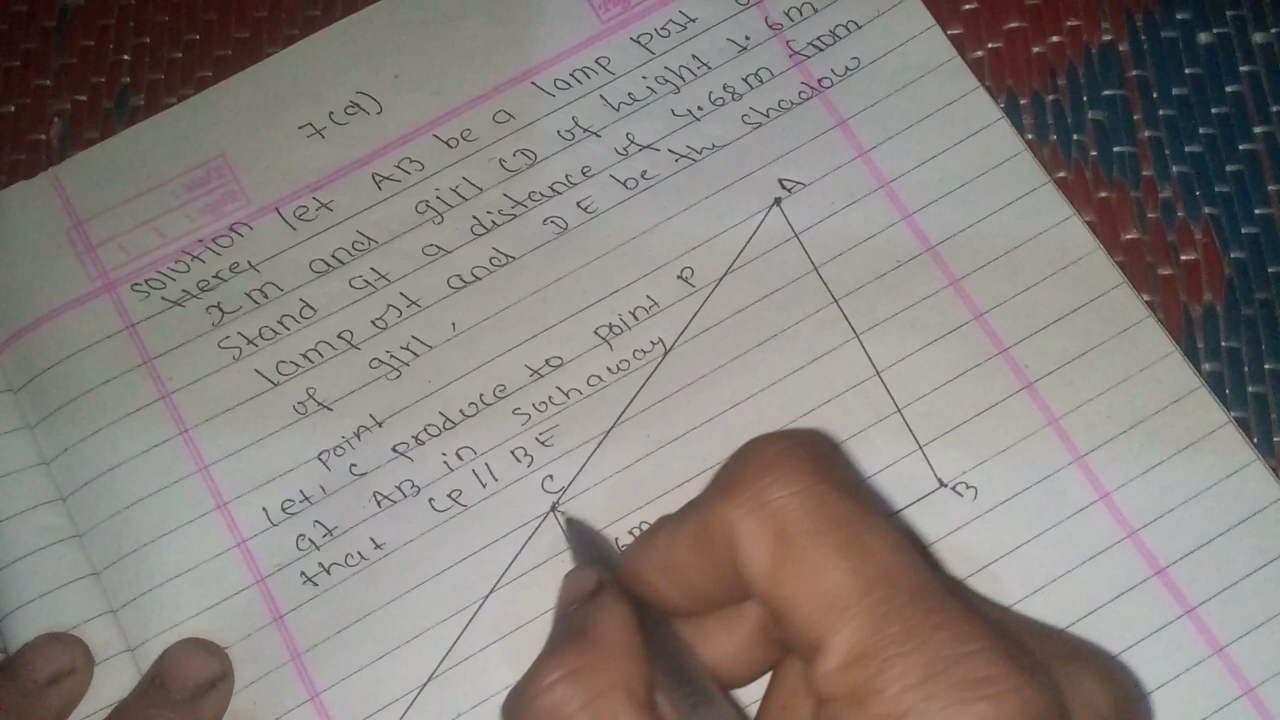 7(9)
solution let AB be a lamp post
Here,
x m and girl CD of height 1.6m
stand at a distance of 4.68m from
lamp ost and DE be the shadow
of girl,
point
let, c produce to point P
at AB in suchaway
that CP || BE
A
C
B
6m